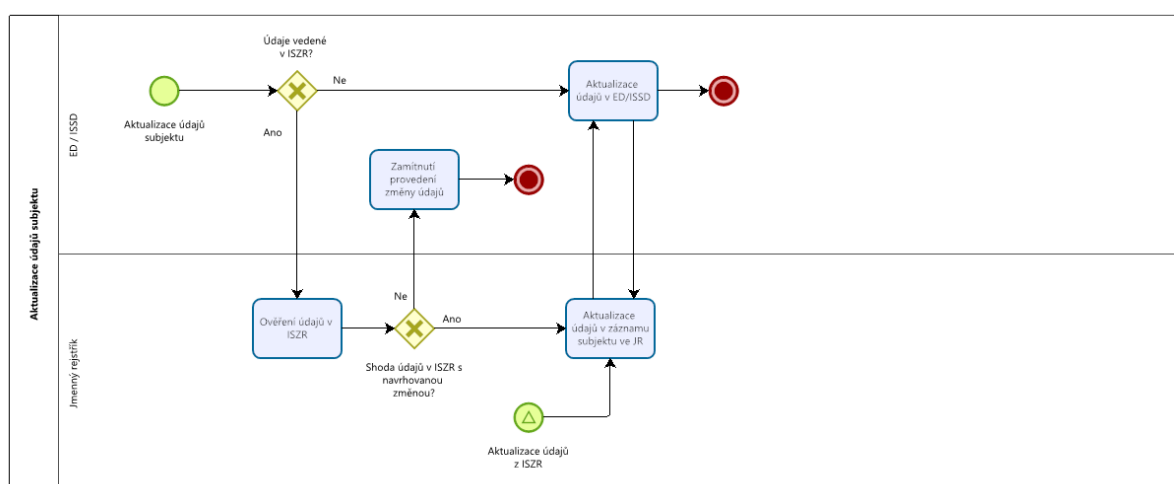 Aktualizace údajů subjektu
ED / ISSD
Údaje vedené
v ISZR?
Ne
Ano
Aktualizace údajů
subjektu
Aktualizace
údajů v ED/ISSD
Zamítnutí
provedení
změny údajů
Jmenný rejstřík
Ověření údajů v
ISZR
Ne
Ano
Shoda údajů v ISZR s
navrhovanou
změnou?
Aktualizace
údajů v záznamu
subjektu ve JR
Aktualizace údajů
z ISZR